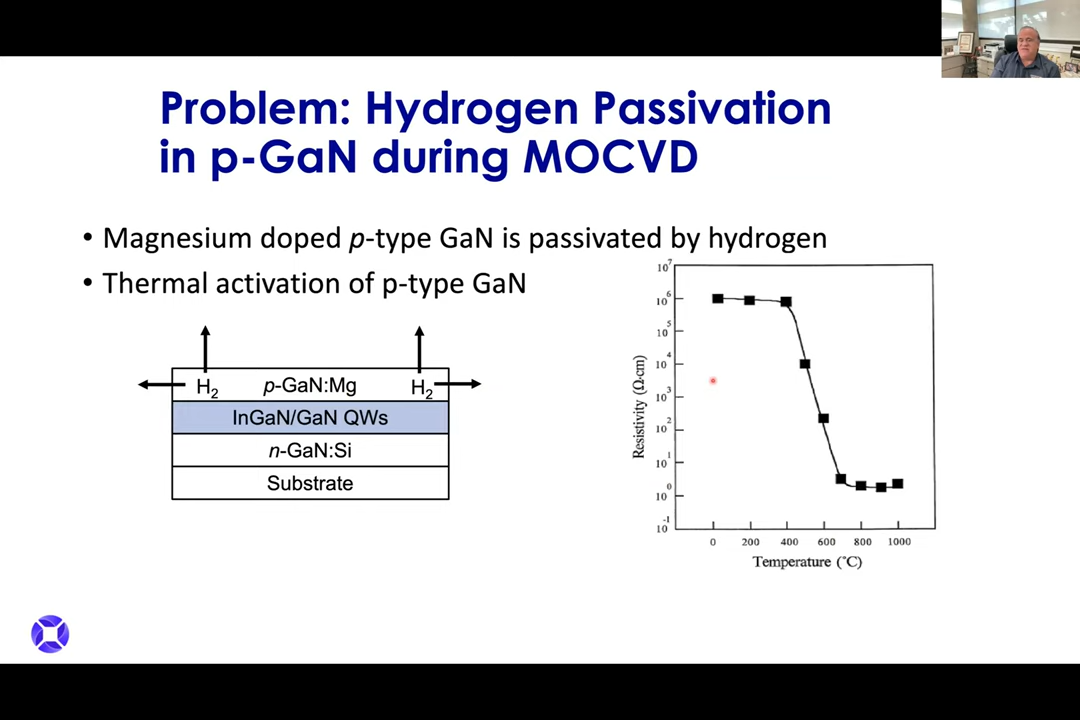 Problem: Hydrogen Passivation
in p-GaN during MOCVD
• Magnesium doped p-type GaN is passivated by hydrogen
• Thermal activation of p-type GaN
H₂ p-GaN:Mg H₂
InGaN/GaN QWs
n-GaN:Si
Substrate
10⁷
10⁶
10⁵
10⁴
10³
10²
10¹
10⁰
10⁻¹
Resistivity (Ω·cm)
0 200 400 600 800 1000
Temperature (˚C)